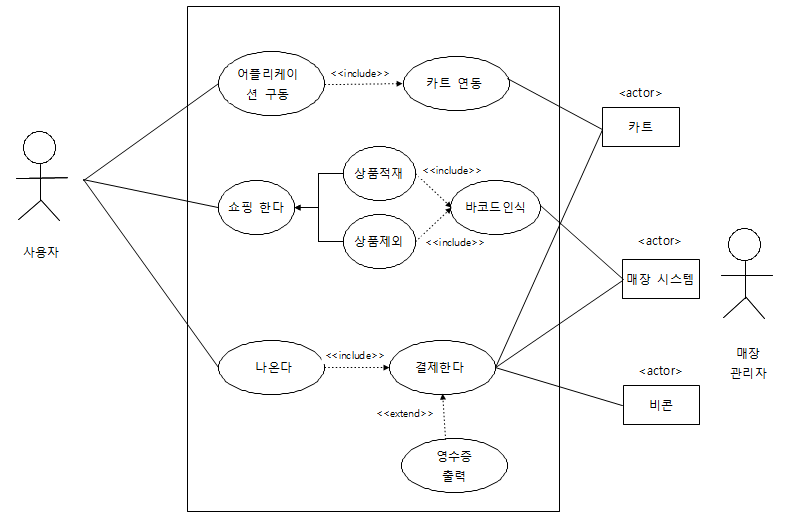 어플리케이
션 구동
<<include>>
카트 연동
<actor>
카트
사용자
쇼핑 한다
상품적재
<<include>>
바코드인식
상품제외
<<include>>
<actor>
매장 시스템
매장
관리자
나온다
<<include>>
결제한다
<actor>
비콘
<<extend>>
영수증
출력